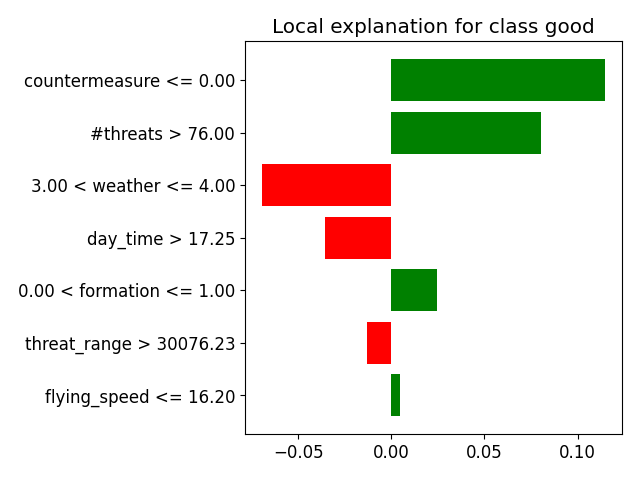 Local explanation for class good
countermeasure <= 0.00
#threats > 76.00
3.00 < weather <= 4.00
day_time > 17.25
0.00 < formation <= 1.00
threat_range > 30076.23
flying_speed <= 16.20
−0.05 0.00 0.05 0.10